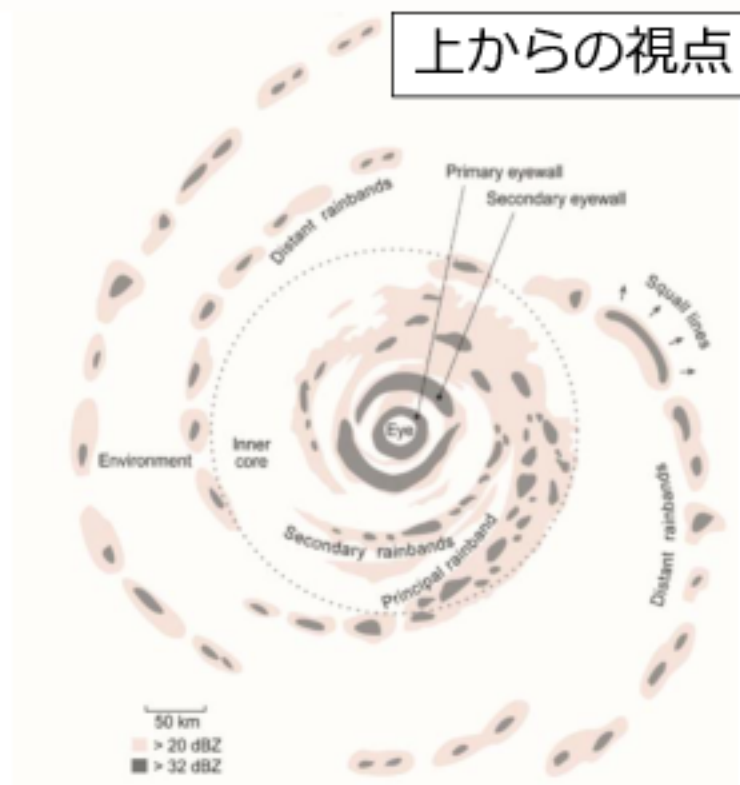 上からの視点
Primary eyewall
Secondary eyewall
Distant rainbands
Squall lines
Eye
Inner
core
Environment
Secondary rainbands
Principal rainband
Distant rainbands
50 km
> 20 dBZ
> 32 dBZ